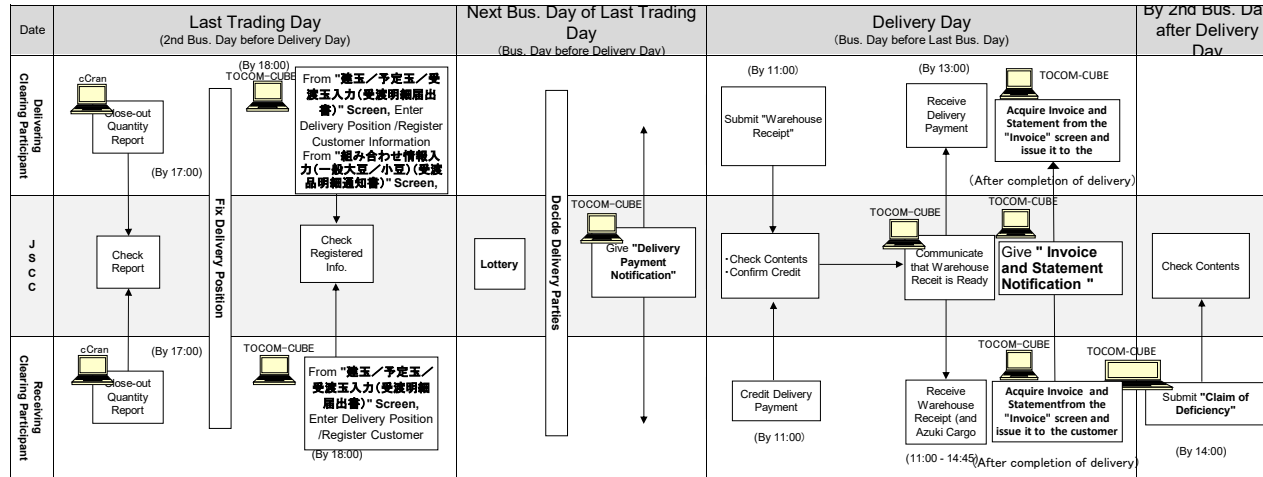 Date
Last Trading Day
(2nd Bus. Day before Delivery Day)
Next Bus. Day of Last Trading
Day
(Bus. Day before Delivery Day)
Delivery Day
(Bus. Day before Last Bus. Day)
By 2nd Bus. Da
after Delivery
Day
Delivering
Clearing Participant
cCran
Close-out
Quantity
Report
(By 17:00)
Fix Delivery Position
(By 18:00)
TOCOM-CUBE
From "建玉／予定玉／受
渡玉入力（受渡明細届出
書）" Screen, Enter
Delivery Position /Register
Customer Information
From "組み合わせ情報入
力（一般大豆／小豆）（受渡
品明細通知書）" Screen,
Decide Delivery Parties
(By 11:00)
Submit "Warehouse
Receipt"
(By 13:00)
Receive
Delivery
Payment
TOCOM-CUBE
Acquire Invoice and
Statement from the
"Invoice" screen and
issue it to the
(After completion of delivery)
JSCC
Check
Report
Check
Registered
Info.
Lottery
TOCOM-CUBE
Give "Delivery
Payment
Notification"
・Check Contents
・Confirm Credit
TOCOM-CUBE
Communicate
that Warehouse
Receit is Ready
TOCOM-CUBE
Give " Invoice
and Statement
Notification "
Check Contents
Receiving
Clearing Participant
cCran
(By 17:00)
Close-out
Quantity
Report
TOCOM-CUBE
From "建玉／予定玉／
受渡玉入力（受渡明細
届出書）" Screen,
Enter Delivery Position
/Register Customer
(By 18:00)
Credit Delivery
Payment
(By 11:00)
Receive
Warehouse
Receipt (and
Azuki Cargo
(11:00 - 14:45)
TOCOM-CUBE
Acquire Invoice and
Statementfrom the
"Invoice" screen and
issue it to the customer
(After completion of delivery)
TOCOM-CUBE
Submit "Claim of
Deficiency"
(By 14:00)